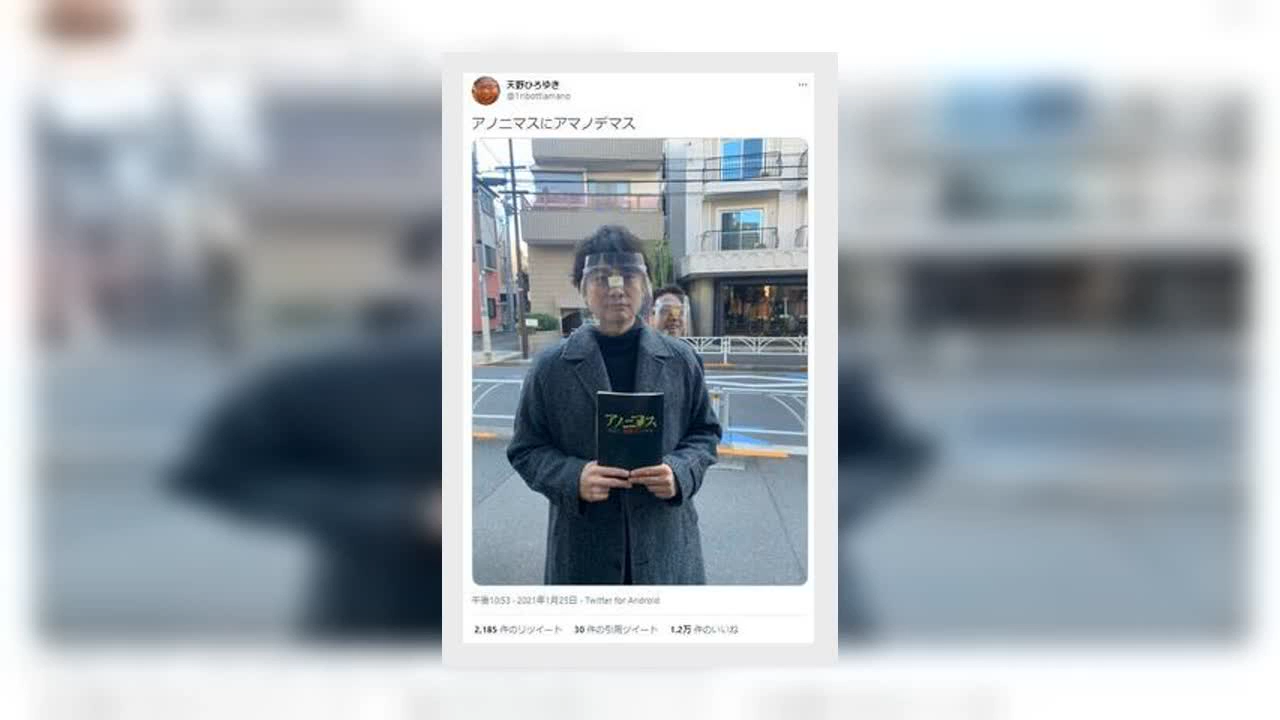 天野ひろゆき
@1ribottiamano
アノニマスにアマノデマス
アノニマス
午後10:53 - 2021年1月25日 - Twitter for Android
2,185 件のリツイート 30 件の引用ツイート 1.2万 件のいいね